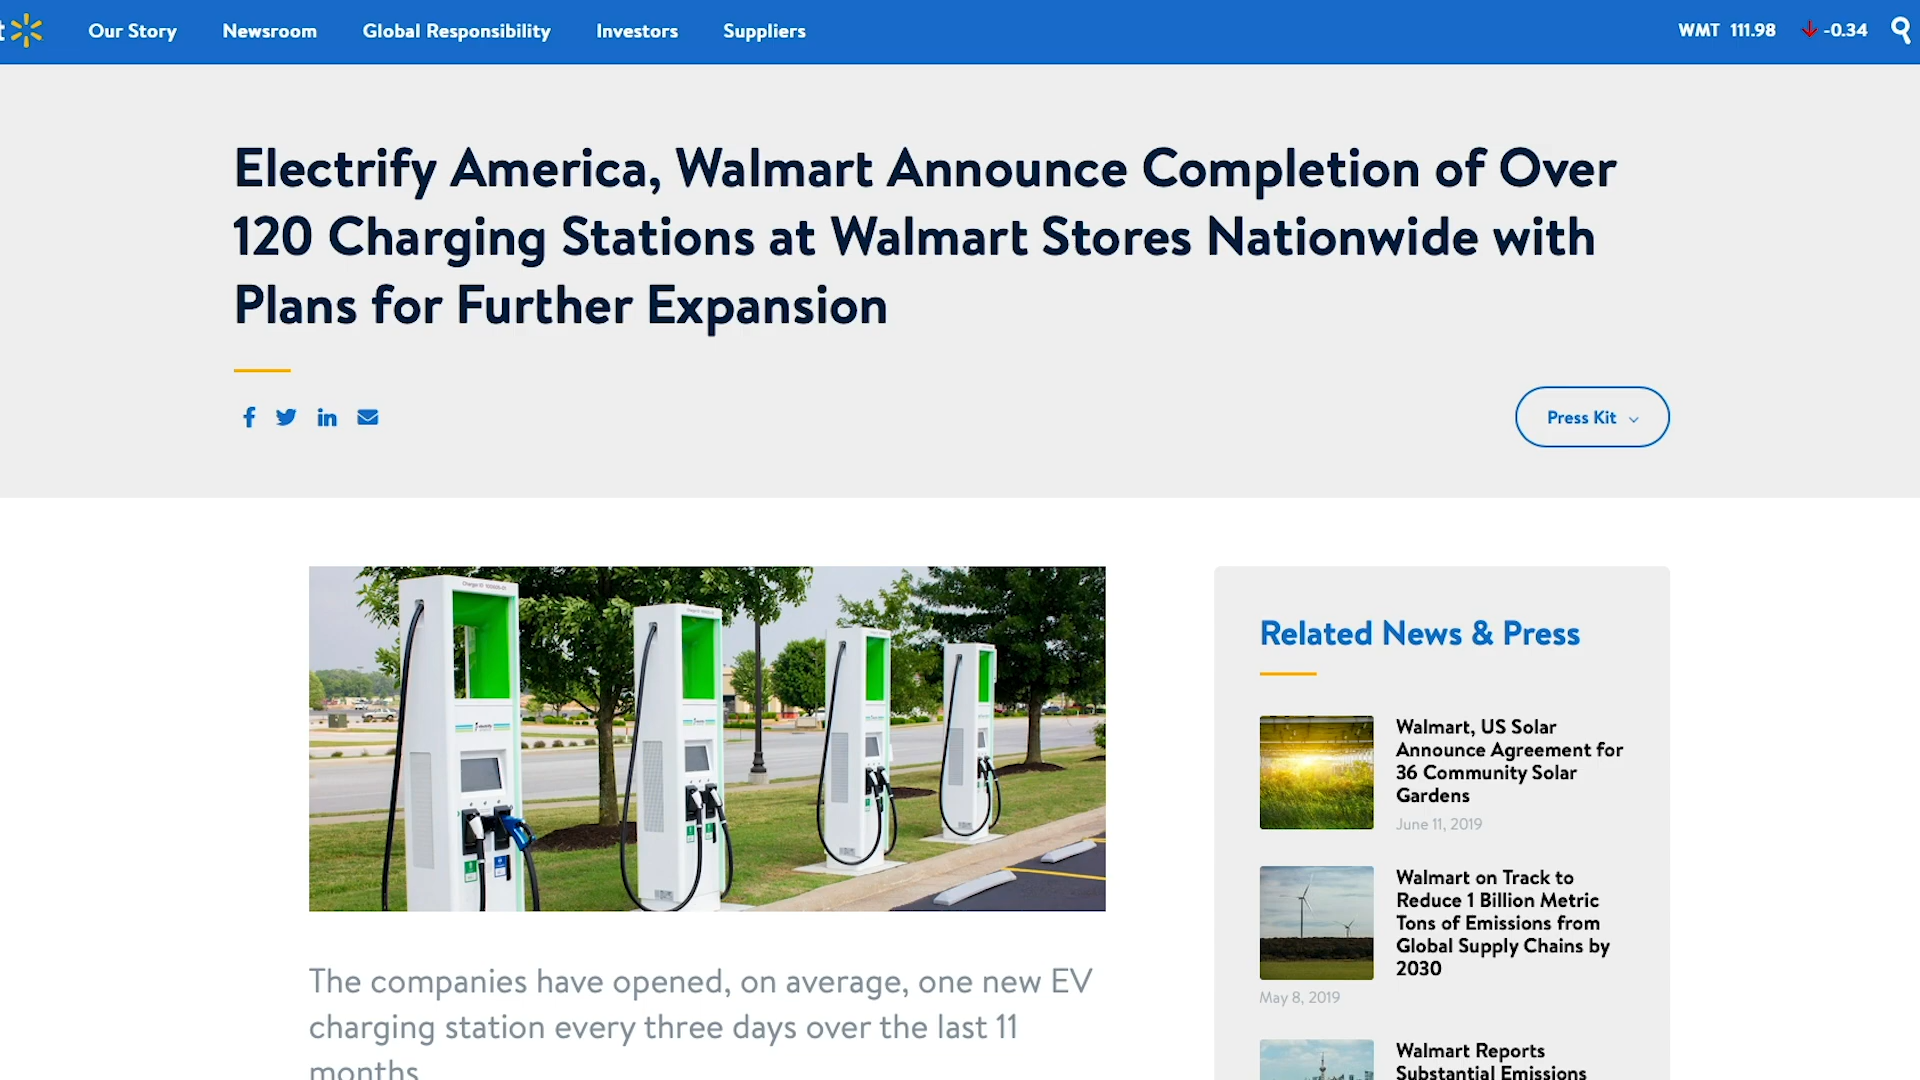 t
Our Story
Newsroom
Global Responsibility
Investors
Suppliers
WMT 111.98 -0.34
Electrify America, Walmart Announce Completion of Over
120 Charging Stations at Walmart Stores Nationwide with
Plans for Further Expansion
Press Kit
The companies have opened, on average, one new EV
charging station every three days over the last 11
months
Related News & Press
Walmart, US Solar
Announce Agreement for
36 Community Solar
Gardens
June 11, 2019
Walmart on Track to
Reduce 1 Billion Metric
Tons of Emissions from
Global Supply Chains by
2030
May 8, 2019
Walmart Reports
Substantial Emissions